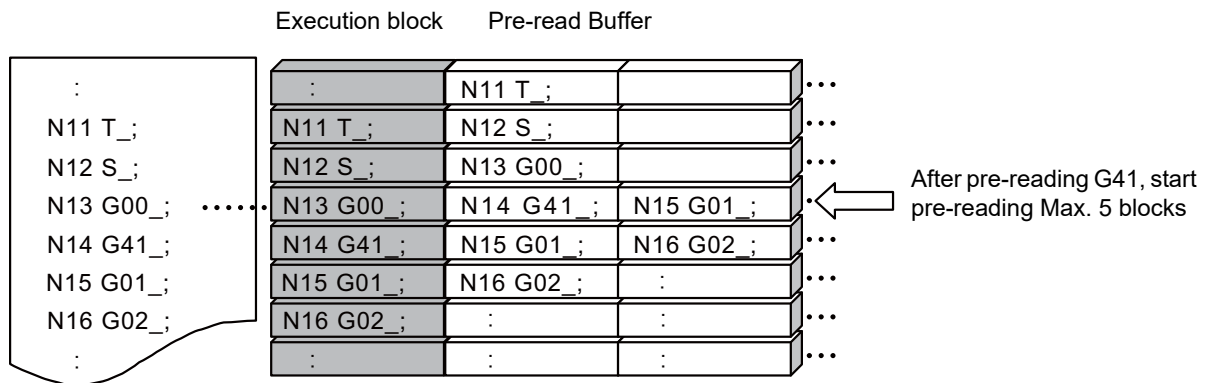 Execution block Pre-read Buffer
:
N11 T_;
N12 S_;
N13 G00_; ......
N14 G41_;
N15 G01_;
N16 G02_;
:
: N11 T_; ...
N11 T_; N12 S_; ...
N12 S_; N13 G00_; ...
N13 G00_; N14 G41_; N15 G01_;
N14 G41_; N15 G01_; N16 G02_; ...
N15 G01_; N16 G02_; : ...
N16 G02_; : : ...
: : : ...
After pre-reading G41, start
pre-reading Max. 5 blocks